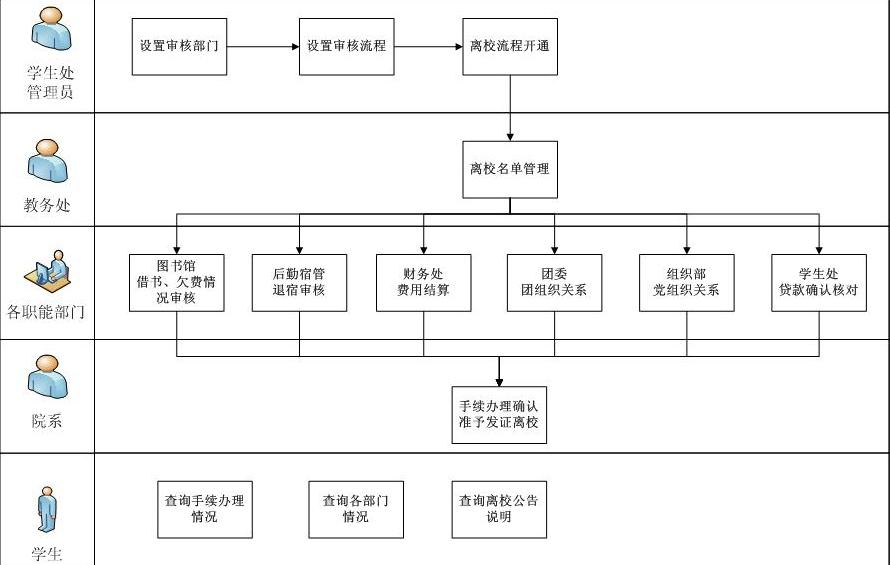 学生处
管理员
设置审核部门
设置审核流程
离校流程开通
教务处
离校名单管理
各职能部门
图书馆
借书、欠费情
况审核
后勤宿管
退宿审核
财务处
费用结算
团委
团组织关系
组织部
党组织关系
学生处
贷款确认核对
院系
手续办理确认
准予发证离校
学生
查询手续办理
情况
查询各部门
情况
查询离校公告
说明